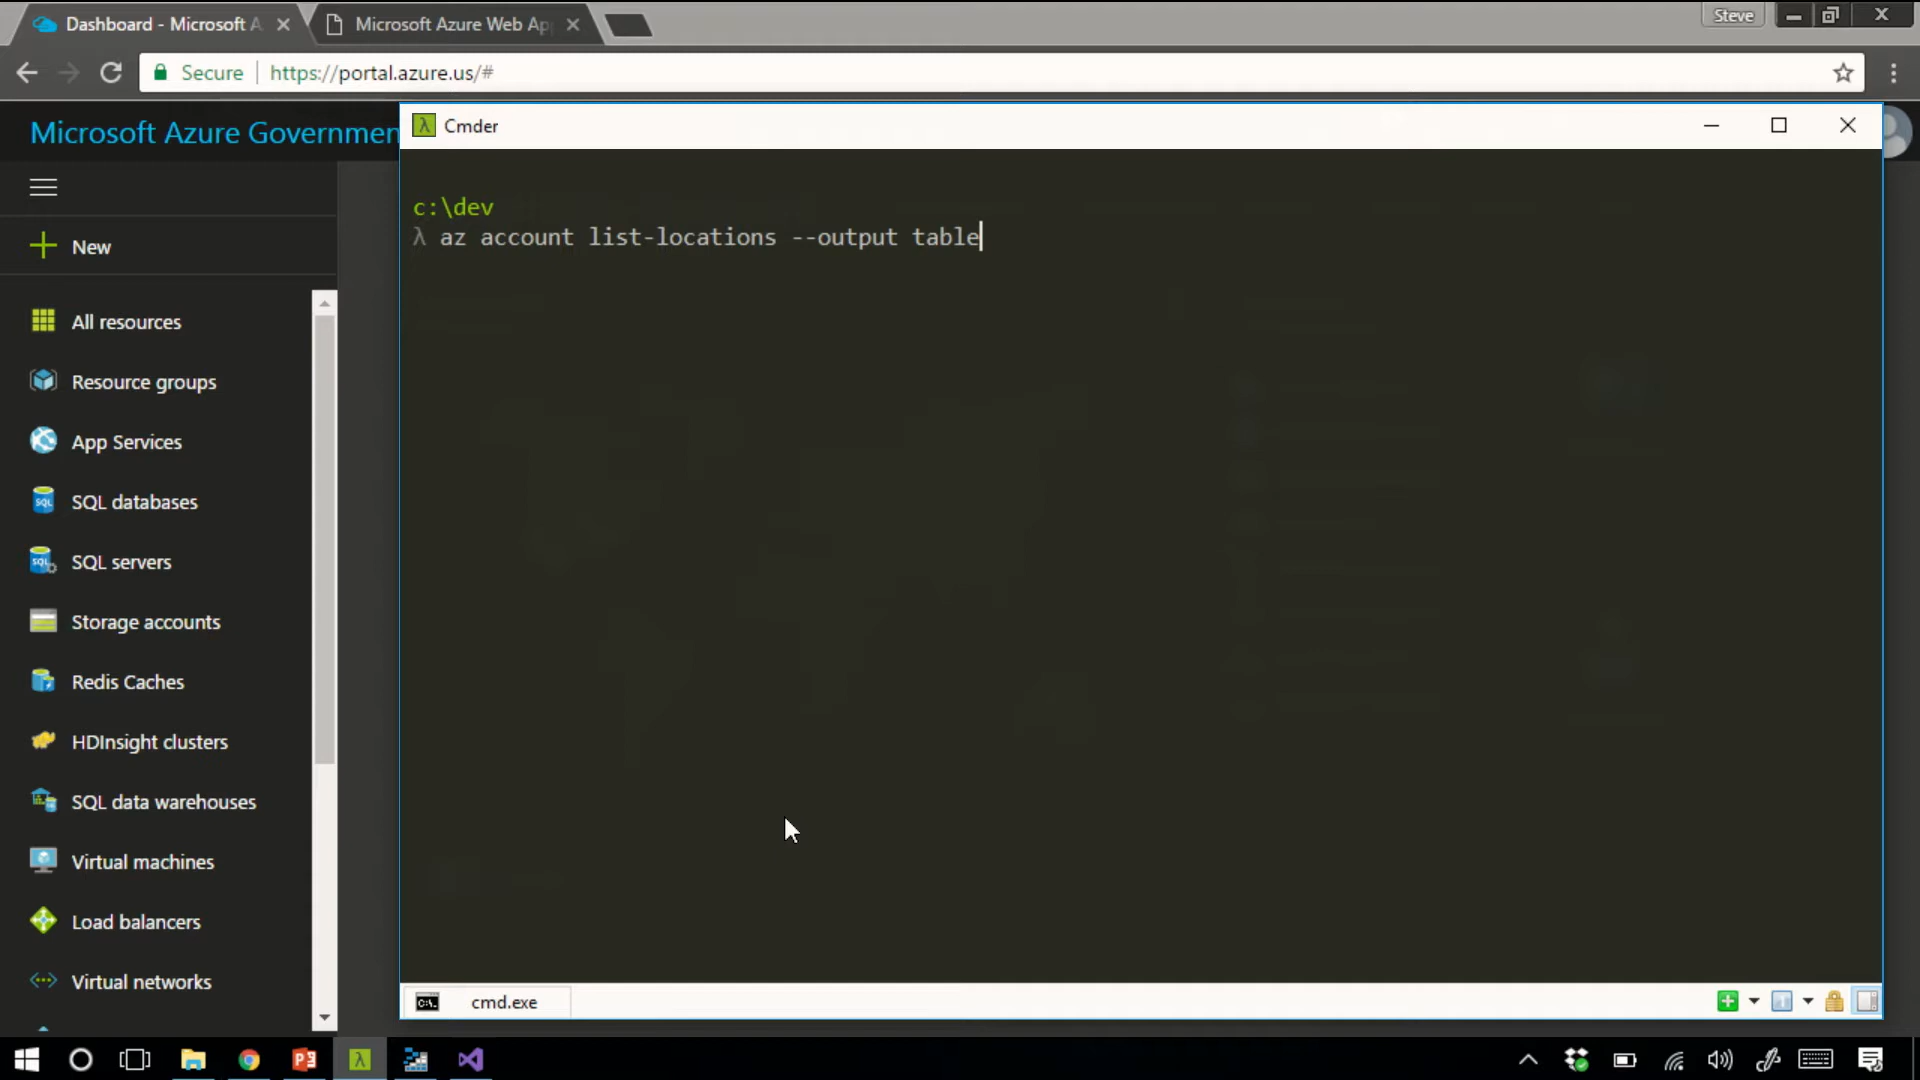 Dashboard - Microsoft A
Microsoft Azure Web Ap
Steve
Secure
https://portal.azure.us/#
Microsoft Azure Governmen
Cmder
New
All resources
Resource groups
App Services
SQL databases
SQL servers
Storage accounts
Redis Caches
HDInsight clusters
SQL data warehouses
Virtual machines
Load balancers
Virtual networks
c:\dev
λ az account list-locations --output table
cmd.exe